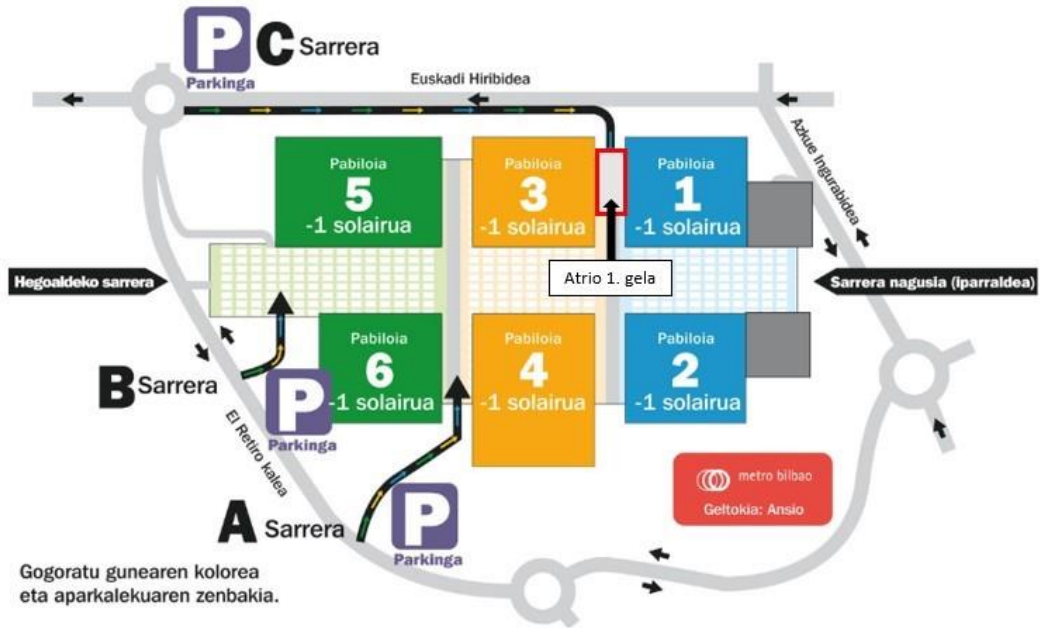 P C Sarrera
Parkinga
Euskadi Hiribidea
Azkue Ingurabidea
Pabiloia
5
-1 solairua
Pabiloia
3
-1 solairua
Pabiloia
1
-1 solairua
Hegoaldeko sarrera
Atrio 1. gela
Sarrera nagusia (iparraldea)
Pabiloia
6
-1 solairua
Pabiloia
4
-1 solairua
Pabiloia
2
-1 solairua
B Sarrera
P
Parkinga
El Retiro kalea
A Sarrera
P
Parkinga
metro bilbao
Geltokia: Ansio
Gogoratu gunearen kolorea
eta aparkalekuaren zenbakia.